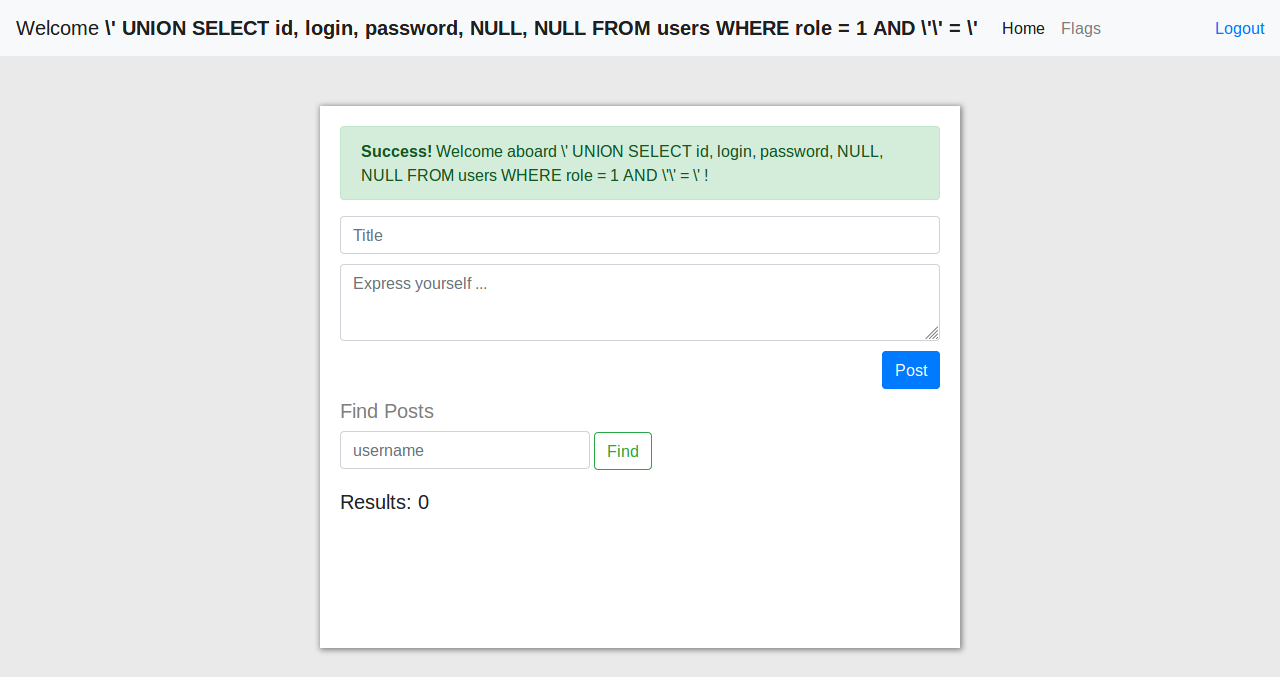 Welcome \' UNION SELECT id, login, password, NULL, NULL FROM users WHERE role = 1 AND \'\' = \' Home Flags Logout
Success! Welcome aboard \' UNION SELECT id, login, password, NULL,
NULL FROM users WHERE role = 1 AND \'\' = \' !
Title
Express yourself ...
Post
Find Posts
username Find
Results: 0